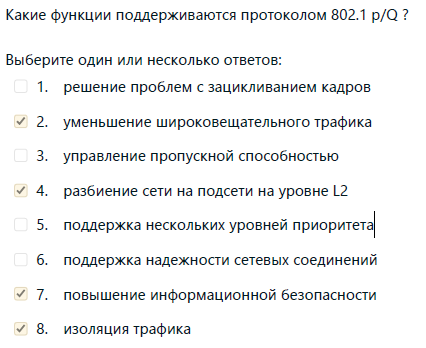 Какие функции поддерживаются протоколом 802.1 p/Q ?
Выберите один или несколько ответов:
1. решение проблем с зацикливанием кадров
2. уменьшение широковещательного трафика
3. управление пропускной способностью
4. разбиение сети на подсети на уровне L2
5. поддержка нескольких уровней приоритета
6. поддержка надежности сетевых соединений
7. повышение информационной безопасности
8. изоляция трафика